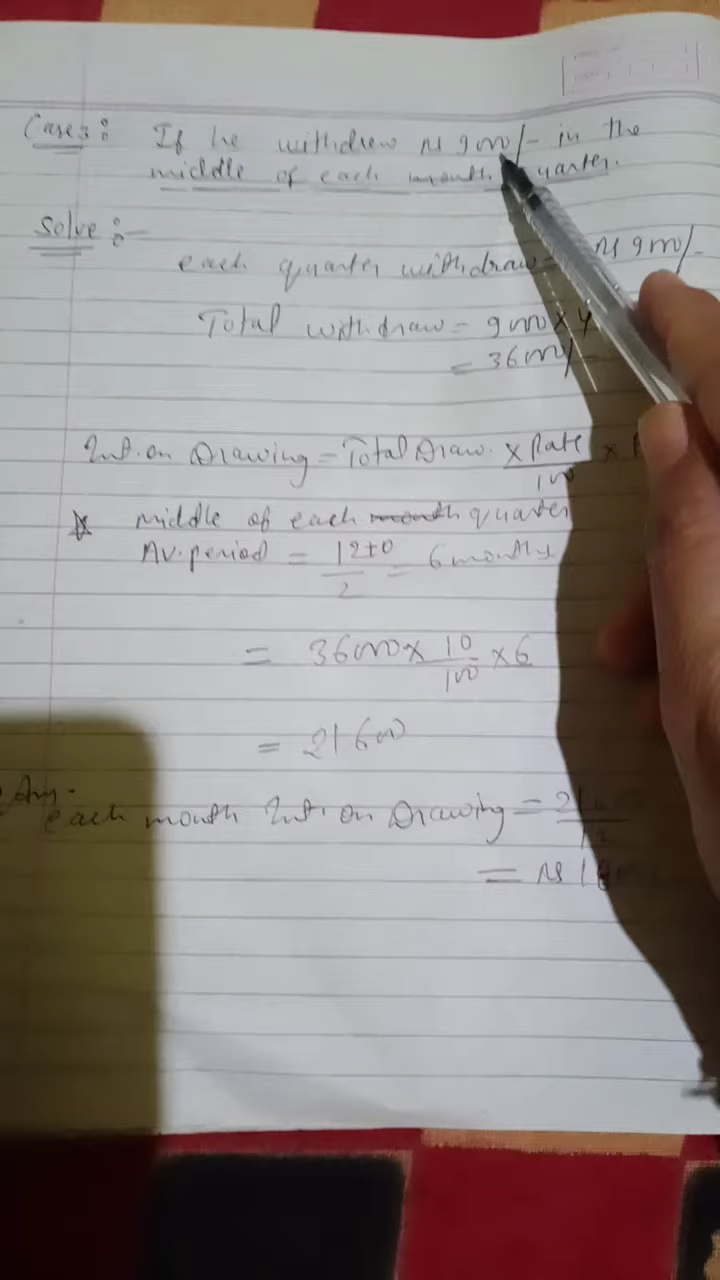 Case3: If he withdrew Rs 9000/- in the
middle of each month quarter.
Solve :-
each quarter withdraw = Rs 9000/-
Total withdraw = 9000 × 4
= 36000/-
Int. on Drawing = Total Draw. × Rate / 100 ×
middle of each month quarter
Av. period = 12+0 / 2 = 6 months
= 36000 × 10/100 × 6
= 21600
Ans.
each month Int. on Drawing =
= Rs